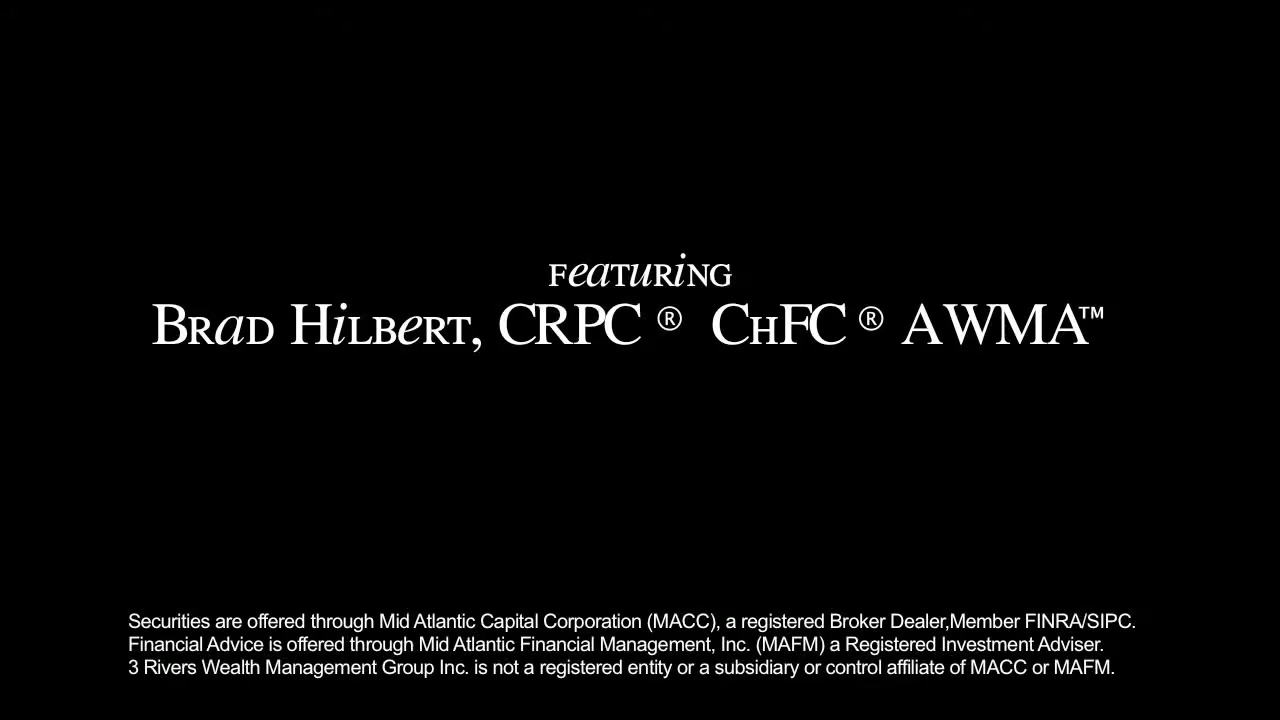 Featuring
Brad Hilbert, CRPC ® ChFC ® AWMA™
Securities are offered through Mid Atlantic Capital Corporation (MACC), a registered Broker Dealer,Member FINRA/SIPC.
Financial Advice is offered through Mid Atlantic Financial Management, Inc. (MAFM) a Registered Investment Adviser.
3 Rivers Wealth Management Group Inc. is not a registered entity or a subsidiary or control affiliate of MACC or MAFM.